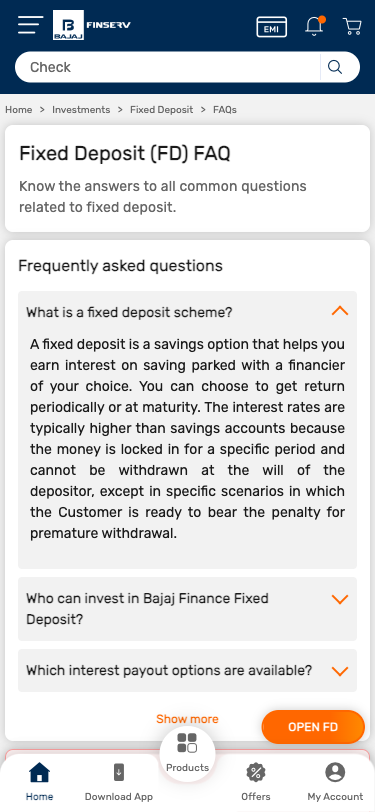 BAJAJ
FINSERV
EMI
Check
Home > Investments > Fixed Deposit > FAQs
Fixed Deposit (FD) FAQ
Know the answers to all common questions
related to fixed deposit.
Frequently asked questions
What is a fixed deposit scheme?
A fixed deposit is a savings option that helps you
earn interest on saving parked with a financier
of your choice. You can choose to get return
periodically or at maturity. The interest rates are
typically higher than savings accounts because
the money is locked in for a specific period and
cannot be withdrawn at the will of the
depositor, except in specific scenarios in which
the Customer is ready to bear the penalty for
premature withdrawal.
Who can invest in Bajaj Finance Fixed
Deposit?
Which interest payout options are available?
Show more
OPEN FD
Home
Download App
Products
Offers
My Account